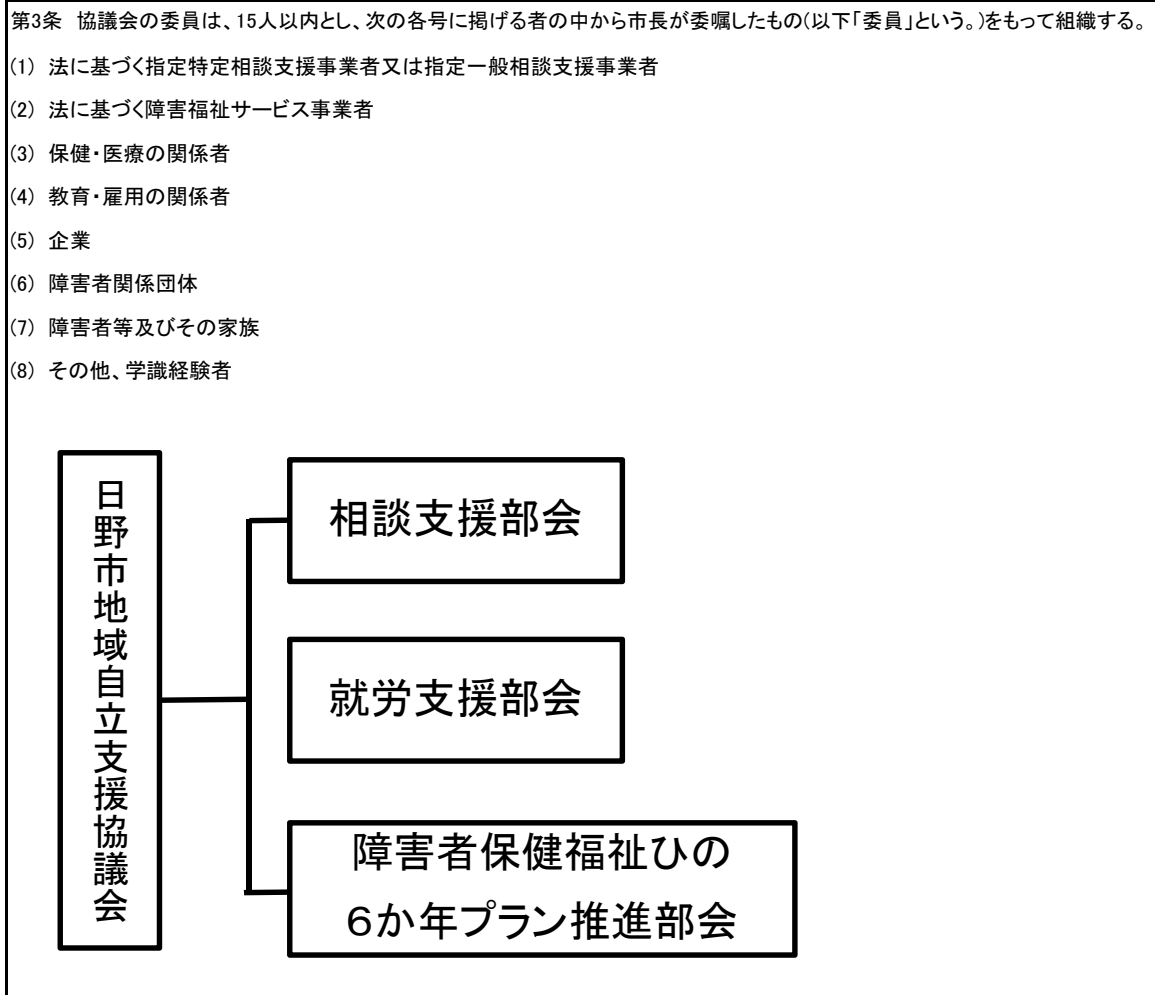 第3条　協議会の委員は、15人以内とし、次の各号に掲げる者の中から市長が委嘱したもの(以下「委員」という。)をもって組織する。
(1)　法に基づく指定特定相談支援事業者又は指定一般相談支援事業者
(2)　法に基づく障害福祉サービス事業者
(3)　保健・医療の関係者
(4)　教育・雇用の関係者
(5)　企業
(6)　障害者関係団体
(7)　障害者等及びその家族
(8)　その他、学識経験者
日野市地域自立支援協議会
相談支援部会
就労支援部会
障害者保健福祉ひの
６か年プラン推進部会